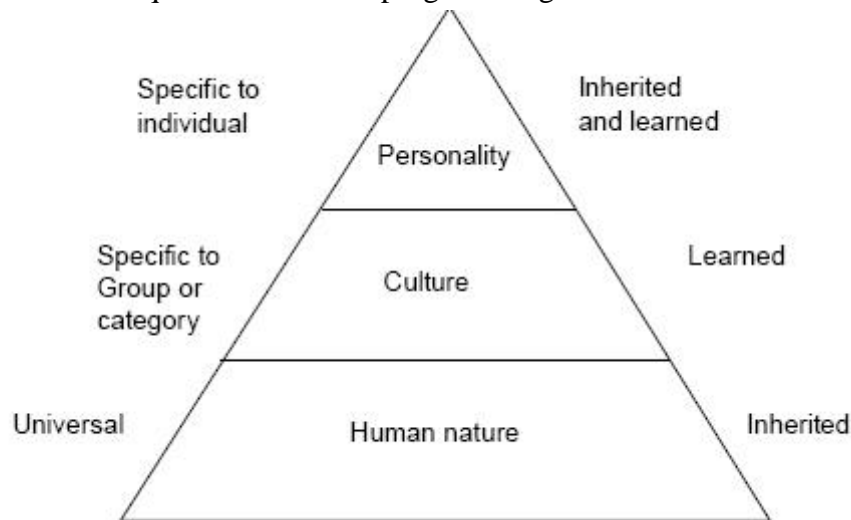 Specific to
individual
Inherited
and learned
Personality
Specific to
Group or
category
Culture
Learned
Universal
Human nature
Inherited